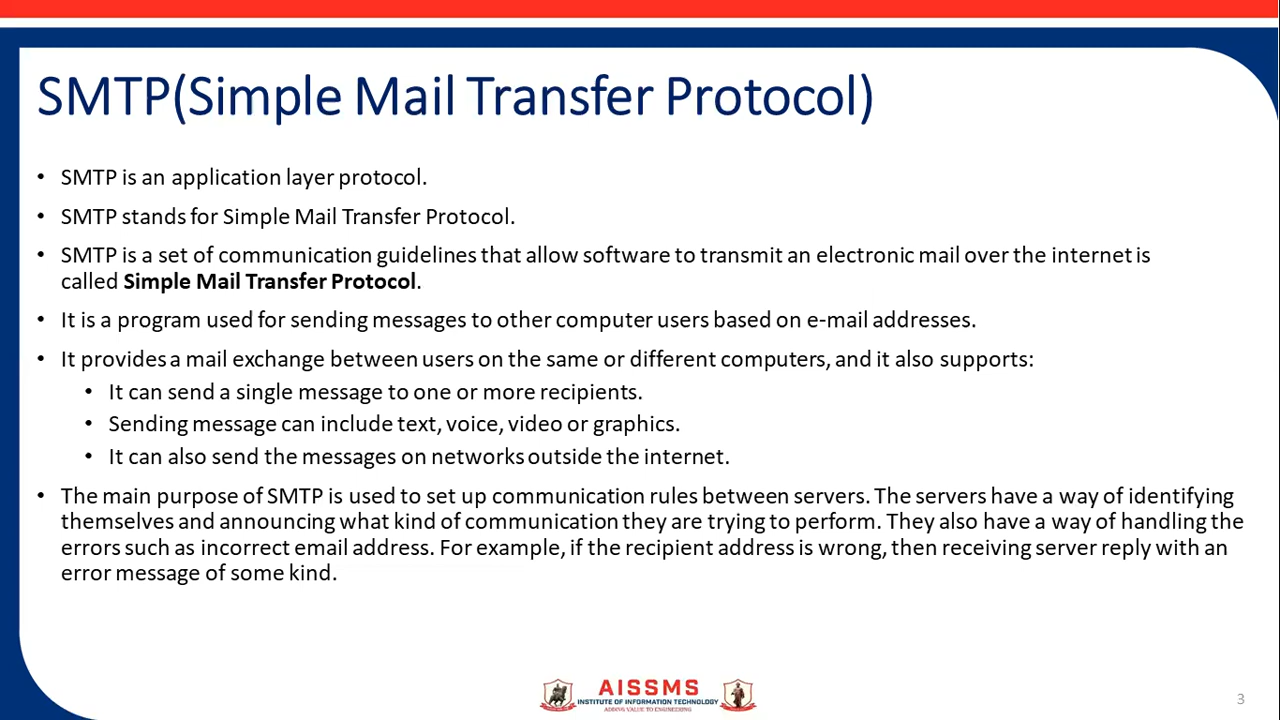 SMTP(Simple Mail Transfer Protocol)
• SMTP is an application layer protocol.
• SMTP stands for Simple Mail Transfer Protocol.
• SMTP is a set of communication guidelines that allow software to transmit an electronic mail over the internet is
called Simple Mail Transfer Protocol.
• It is a program used for sending messages to other computer users based on e-mail addresses.
• It provides a mail exchange between users on the same or different computers, and it also supports:
• It can send a single message to one or more recipients.
• Sending message can include text, voice, video or graphics.
• It can also send the messages on networks outside the internet.
• The main purpose of SMTP is used to set up communication rules between servers. The servers have a way of identifying
themselves and announcing what kind of communication they are trying to perform. They also have a way of handling the
errors such as incorrect email address. For example, if the recipient address is wrong, then receiving server reply with an
error message of some kind.
AISSMS
INSTITUTE OF INFORMATION TECHNOLOGY
ADDING VALUE TO ENGINEERING
3